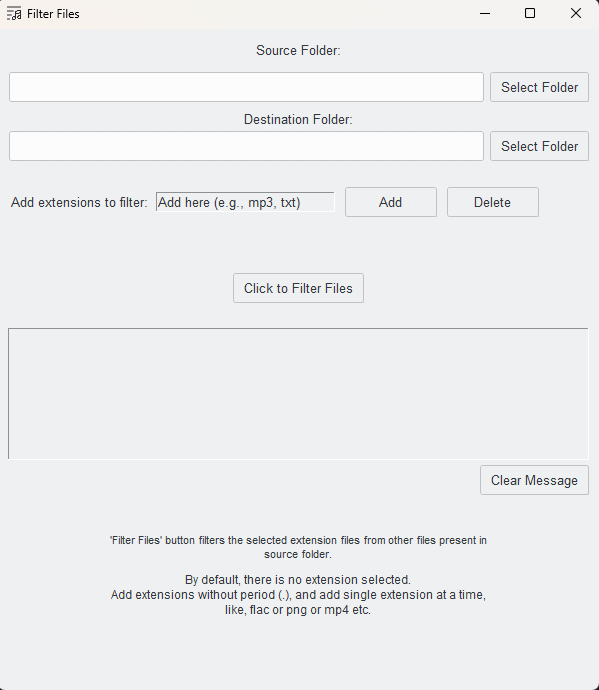 Filter Files
Source Folder:
Select Folder
Destination Folder:
Select Folder
Add extensions to filter: Add here (e.g., mp3, txt) Add Delete
Click to Filter Files
Clear Message
'Filter Files' button filters the selected extension files from other files present in
source folder.
By default, there is no extension selected.
Add extensions without period (.), and add single extension at a time,
like, flac or png or mp4 etc.